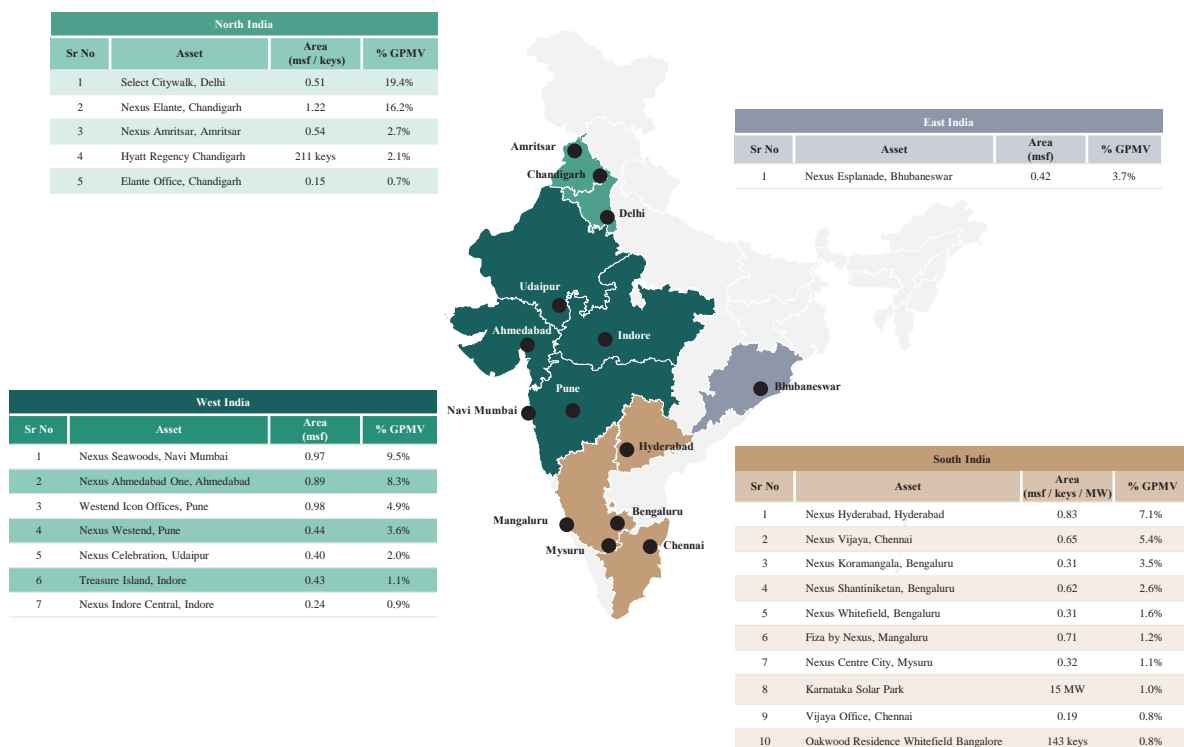 North India
Sr No Asset Area (msf / keys) % GPMV
1 Select Citywalk, Delhi 0.51 19.4%
2 Nexus Elante, Chandigarh 1.22 16.2%
3 Nexus Amritsar, Amritsar 0.54 2.7%
4 Hyatt Regency Chandigarh 211 keys 2.1%
5 Elante Office, Chandigarh 0.15 0.7%
East India
Sr No Asset Area (msf) % GPMV
1 Nexus Esplanade, Bhubaneswar 0.42 3.7%
Amritsar
Chandigarh
Delhi
Udaipur
Ahmedabad
Indore
Pune
Bhubaneswar
Navi Mumbai
Hyderabad
Mangaluru
Bengaluru
Mysuru
Chennai
West India
Sr No Asset Area (msf) % GPMV
1 Nexus Seawoods, Navi Mumbai 0.97 9.5%
2 Nexus Ahmedabad One, Ahmedabad 0.89 8.3%
3 Westend Icon Offices, Pune 0.98 4.9%
4 Nexus Westend, Pune 0.44 3.6%
5 Nexus Celebration, Udaipur 0.40 2.0%
6 Treasure Island, Indore 0.43 1.1%
7 Nexus Indore Central, Indore 0.24 0.9%
South India
Sr No Asset Area (msf / keys / MW) % GPMV
1 Nexus Hyderabad, Hyderabad 0.83 7.1%
2 Nexus Vijaya, Chennai 0.65 5.4%
3 Nexus Koramangala, Bengaluru 0.31 3.5%
4 Nexus Shantiniketan, Bengaluru 0.62 2.6%
5 Nexus Whitefield, Bengaluru 0.31 1.6%
6 Fiza by Nexus, Mangaluru 0.71 1.2%
7 Nexus Centre City, Mysuru 0.32 1.1%
8 Karnataka Solar Park 15 MW 1.0%
9 Vijaya Office, Chennai 0.19 0.8%
10 Oakwood Residence Whitefield Bangalore 143 keys 0.8%